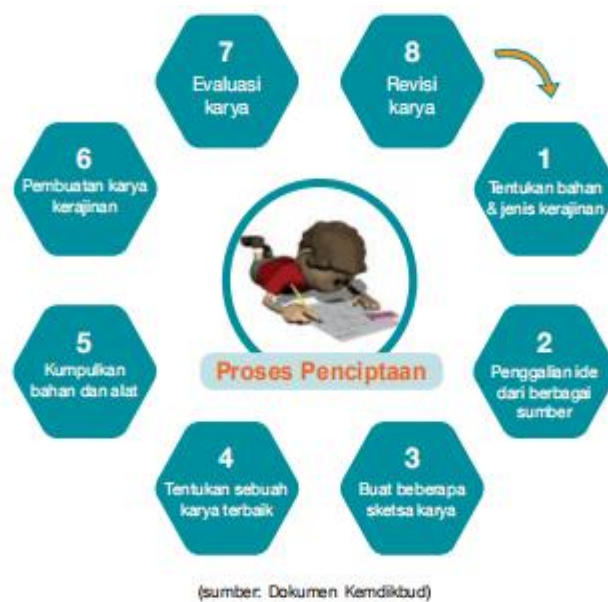 1
Tentukan bahan
& jenis kerajinan
2
Penggalian ide
dari berbagai
sumber
3
Buat beberapa
sketsa karya
4
Tentukan sebuah
karya terbaik
5
Kumpulkan
bahan dan alat
6
Pembuatan karya
kerajinan
7
Evaluasi
karya
8
Revisi
karya
Proses Penciptaan
(sumber: Dokumen Kemdikbud)